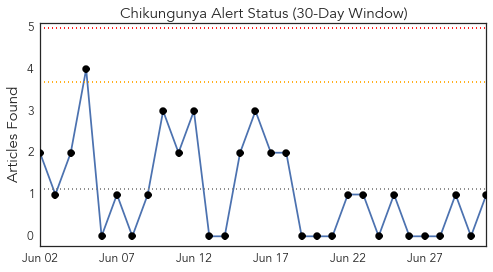 Chikungunya Alert Status (30-Day Window)
Articles Found
5
4
3
2
1
0
Jun 02 Jun 07 Jun 12 Jun 17 Jun 22 Jun 27